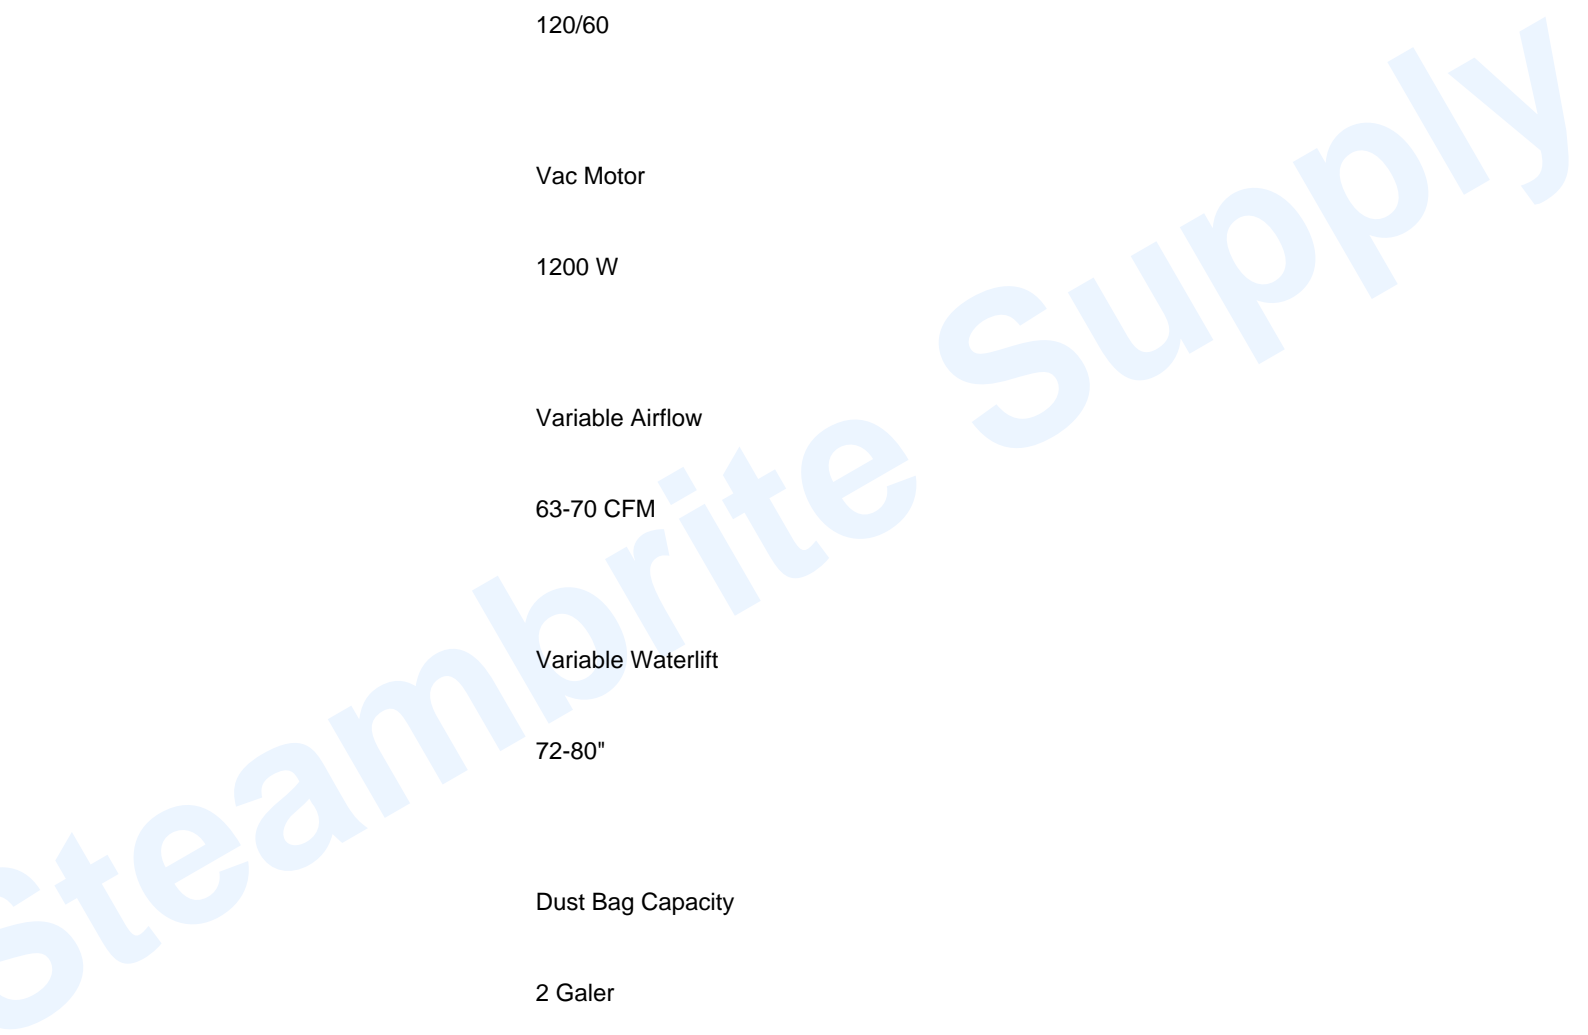 120/60
Vac Motor
1200 W
Variable Airflow
63-70 CFM
Variable Waterlift
72-80"
Dust Bag Capacity
2 Galer
Steambrite Supply